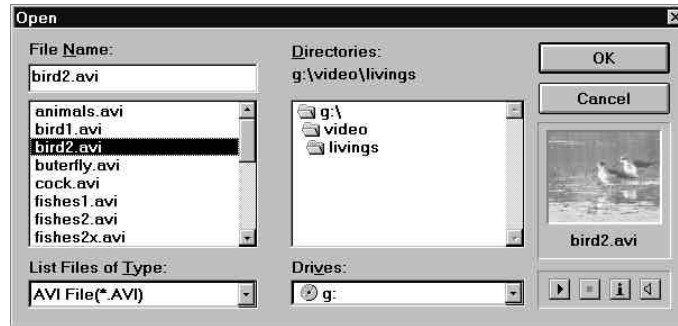 Open
File Name:
bird2.avi
animals.avi
bird1.avi
bird2.avi
buterfly.avi
cock.avi
fishes1.avi
fishes2.avi
fishes2x.avi
List Files of Type:
AVI File(*.AVI)
Directories:
g:\video\livings
g:\
video
livings
Drives:
g:
OK
Cancel
bird2.avi